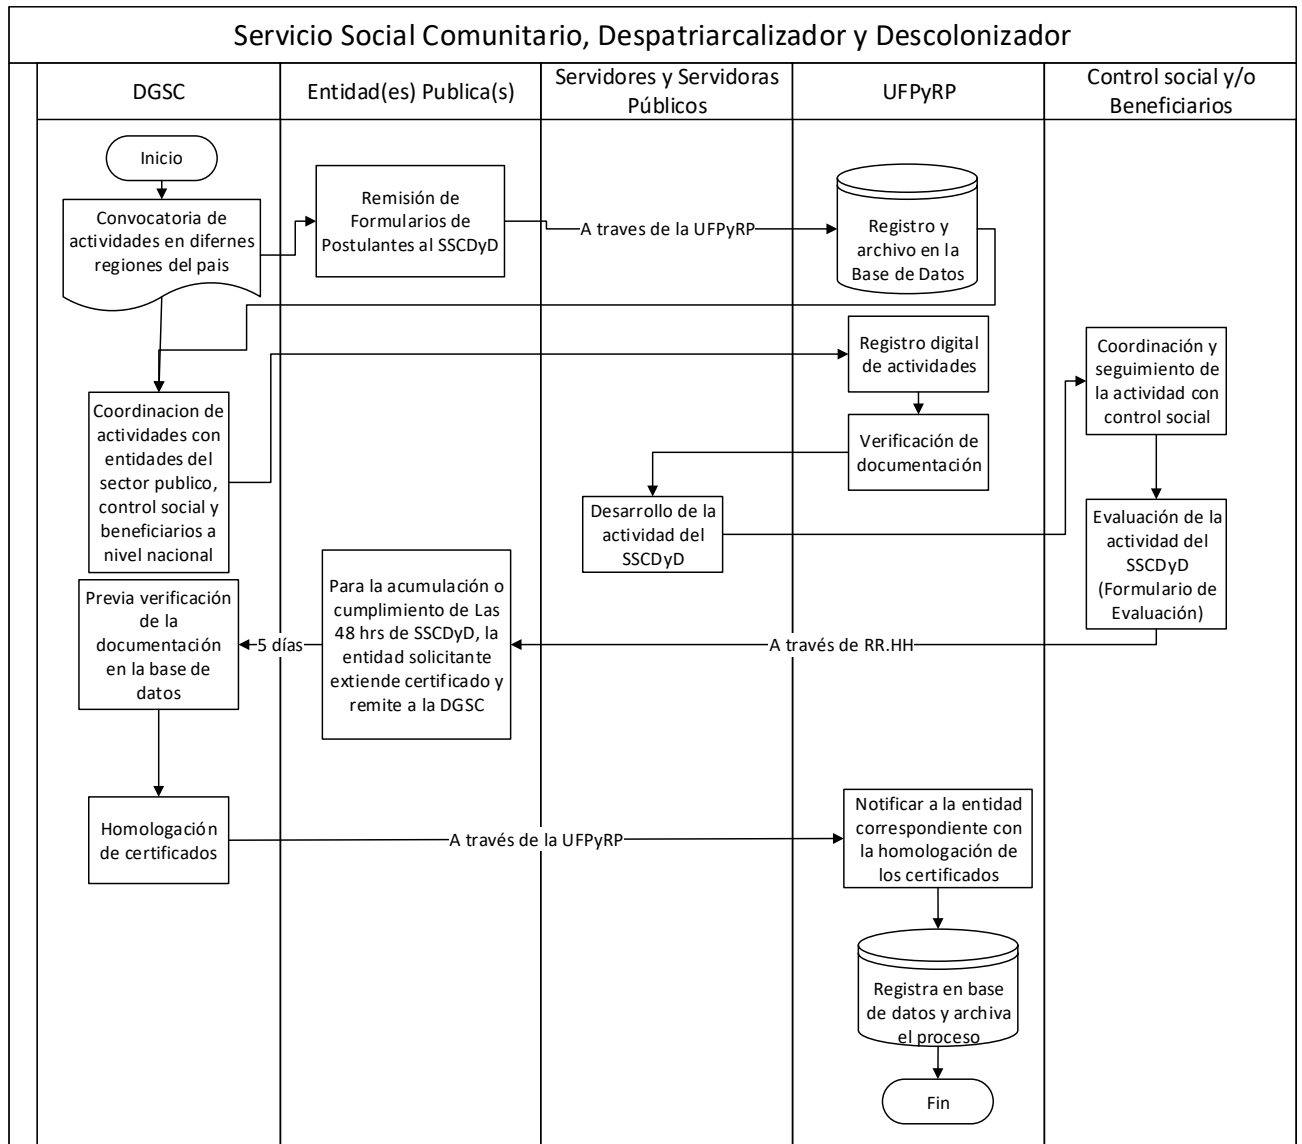 Servicio Social Comunitario, Despatriarcalizador y Descolonizador
DGSC
Entidad(es) Publica(s)
Servidores y Servidoras
Públicos
UFPyRP
Control social y/o
Beneficiarios
Inicio
Convocatoria de
actividades en difernes
regiones del pais
Remisión de
Formularios de
Postulantes al SSCDyD
A traves de la UFPyRP
Registro y
archivo en la
Base de Datos
Coordinacion de
actividades con
entidades del
sector publico,
control social y
beneficiarios a
nivel nacional
Registro digital
de actividades
Verificación de
documentación
Desarrollo de la
actividad del
SSCDyD
Coordinación y
seguimiento de
la actividad con
control social
Evaluación de la
actividad del
SSCDyD
(Formulario de
Evaluación)
A través de RR.HH
Para la acumulación o
cumplimiento de Las
48 hrs de SSCDyD, la
entidad solicitante
extiende certificado y
remite a la DGSC
5 días
Previa verificación
de la
documentación
en la base de
datos
Homologación
de certificados
A través de la UFPyRP
Notificar a la entidad
correspondiente con
la homologación de
los certificados
Registra en base
de datos y archiva
el proceso
Fin